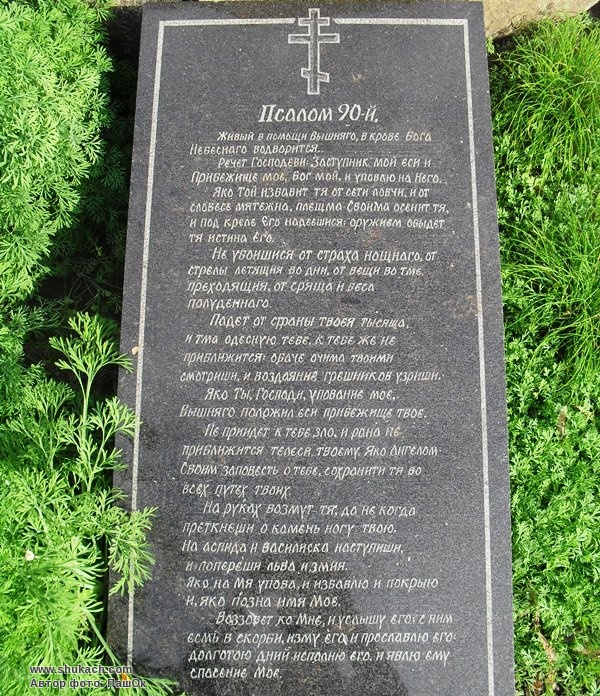 Псалом 90-й.
Живый в помощи Вышняго, в крове Бога
Небеснаго водворится.
Речет Господеви: Заступник мой еси и
Прибежище мое, Бог мой, и уповаю на Него.
Яко Той избавит тя от сети ловчи, и от
словесе мятежна, плещма Своима осенит тя,
и под криле Его надеешися: оружием обыдет
тя истина Его.
Не убоишися от страха нощнаго, от
стрелы летящия во дни, от вещи во тме
преходящия, от сряща и беса
полуденнаго.
Падет от страны твоея тысяща,
и тма одесную тебе, к тебе же не
приближится: обаче очима твоими
смотриши, и воздаяние грешников узриши.
Яко Ты, Господи, упование мое,
Вышняго положил еси прибежище твое.
Не приидет к тебе зло, и рана не
приближится телеси твоему, Яко Ангелом
Своим заповесть о тебе, сохранити тя во
всех путех твоих.
На руках возмут тя, да не когда
преткнеши о камень ногу твою.
На аспида и василиска наступиши,
и попереши льва и змия.
Яко на Мя упова, и избавлю и покрыю
и, яко позна имя Мое.
Воззовет ко Мне, и услышу его: с ним
есмь в скорби, изму его, и прославлю его
долготою дний исполню его, и явлю ему
спасение Мое.
www.shukach.com
Автор фото: ПашОк